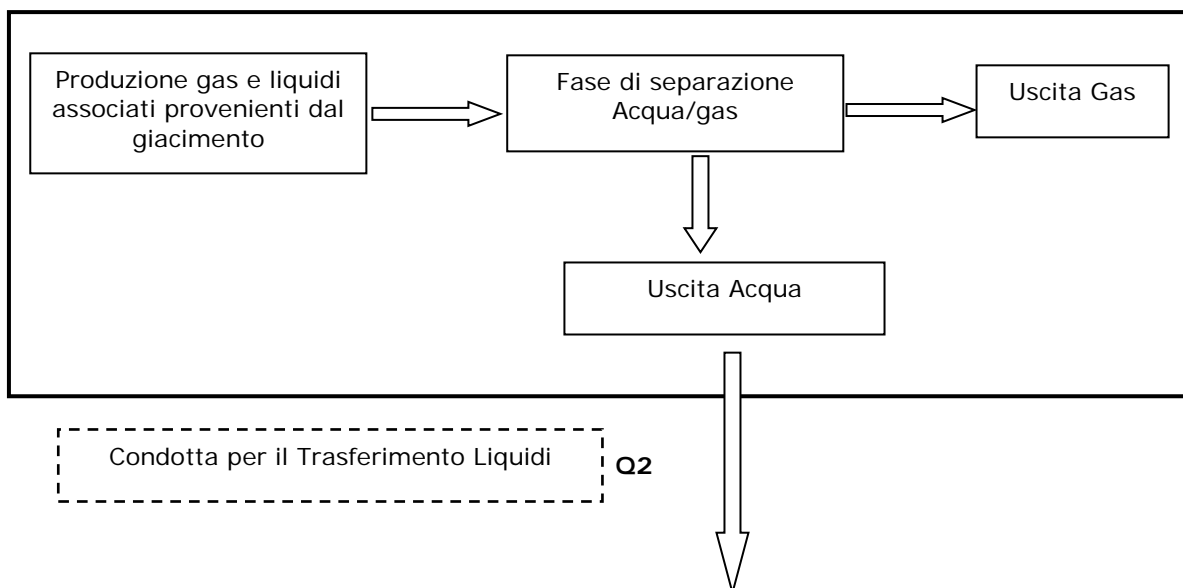 Produzione gas e liquidi
associati provenienti dal
giacimento
Fase di separazione
Acqua/gas
Uscita Gas
Uscita Acqua
Condotta per il Trasferimento Liquidi
Q2